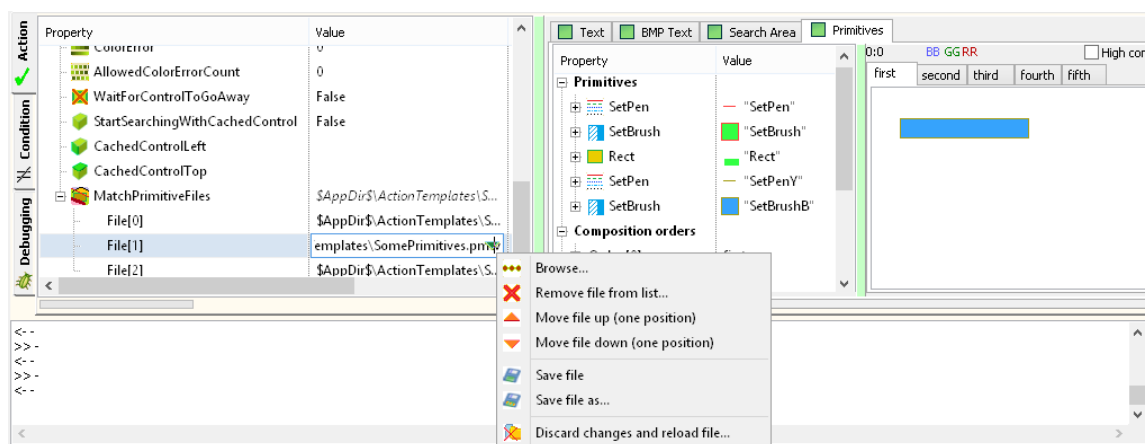 Action
Condition
Debugging
Property Value
ColorError 0
AllowedColorErrorCount 0
WaitForControlToGoAway False
StartSearchingWithCachedControl False
CachedControlLeft
CachedControlTop
MatchPrimitiveFiles $AppDir$\ActionTemplates\S...
File[0] $AppDir$\ActionTemplates\S...
File[1] emplates\SomePrimitives.pm
File[2] $AppDir$\ActionTemplates\S...
Text BMP Text Search Area Primitives
Property Value
Primitives
SetPen "SetPen"
SetBrush "SetBrush"
Rect "Rect"
SetPen "SetPenY"
SetBrush "SetBrushB"
Composition orders
0:0 BB GG RR High con
first second third fourth fifth
Browse...
Remove file from list...
Move file up (one position)
Move file down (one position)
Save file
Save file as...
Discard changes and reload file...
<--
>>-
<--
>>-
<--